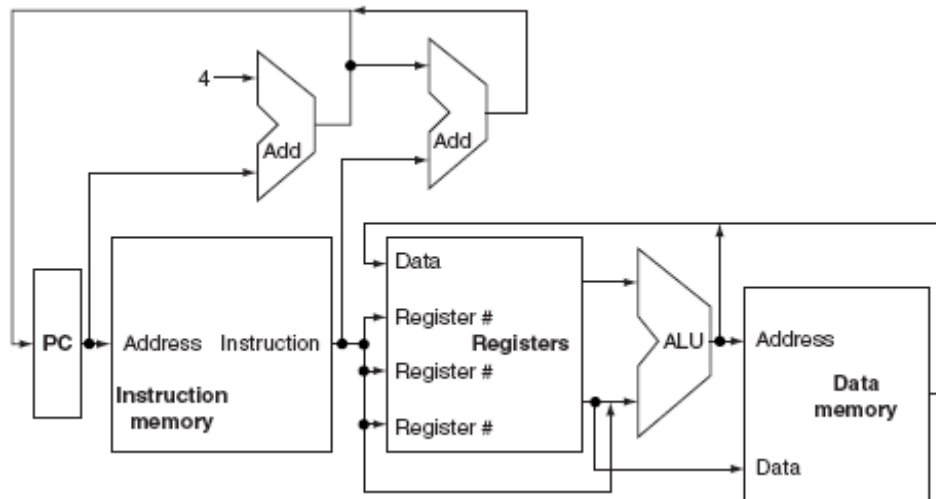 4
Add
Add
Data
Register #
PC
Address
Instruction
Registers
ALU
Address
Instruction
memory
Register #
Data
memory
Register #
Data